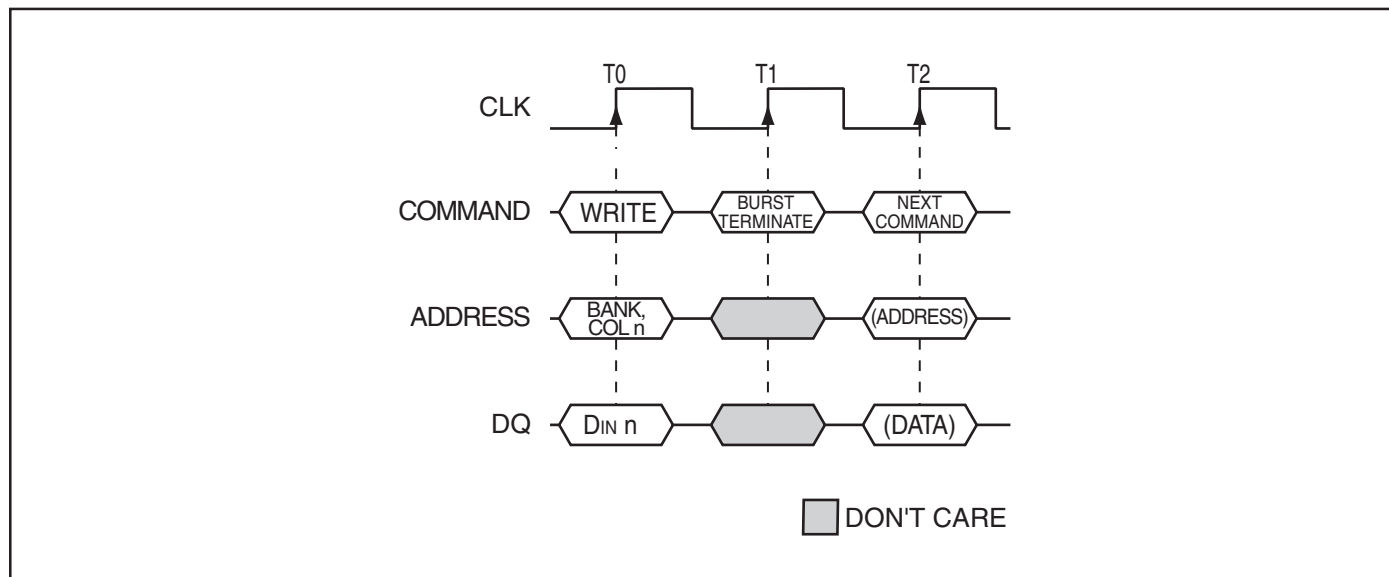 T0 T1 T2
CLK
COMMAND WRITE BURST TERMINATE NEXT COMMAND
ADDRESS BANK, COL n (ADDRESS)
DQ DIN n (DATA)
DON'T CARE